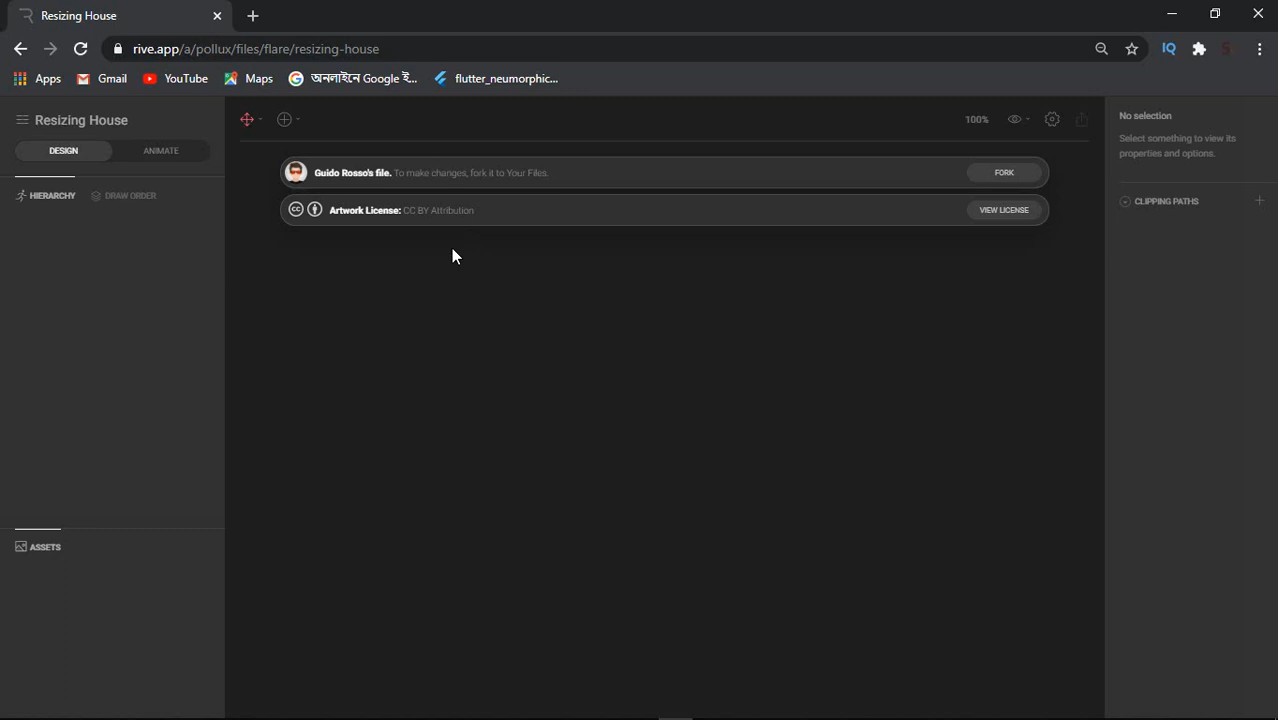 Resizing House
rive.app/a/pollux/files/flare/resizing-house
IQ
S
Apps Gmail YouTube Maps অনলাইনে Google ই... flutter_neumorphic...
Resizing House
DESIGN ANIMATE
HIERARCHY DRAW ORDER
ASSETS
100%
Guido Rosso's file. To make changes, fork it to Your Files. FORK
Artwork License: CC BY Attribution VIEW LICENSE
No selection
Select something to view its
properties and options.
CLIPPING PATHS